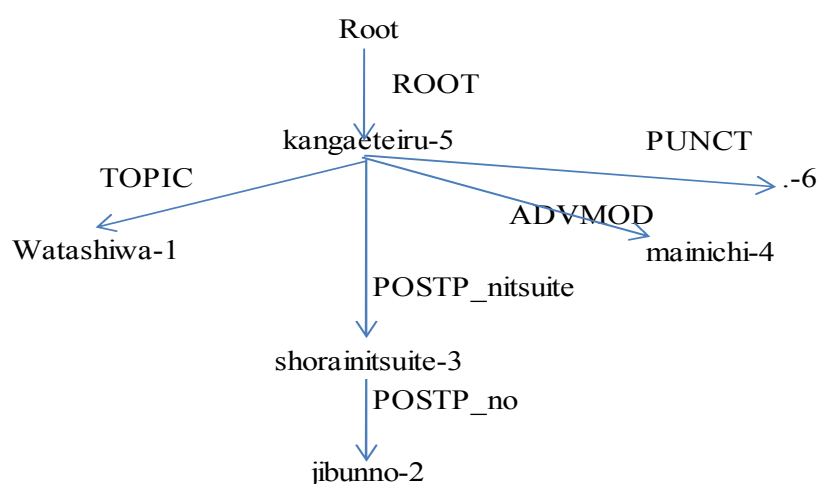 Root
ROOT
kangaeteiru-5
PUNCT
TOPIC
.-6
ADVMOD
Watashiwa-1
mainichi-4
POSTP_nitsuite
shorainitsuite-3
POSTP_no
jibunno-2